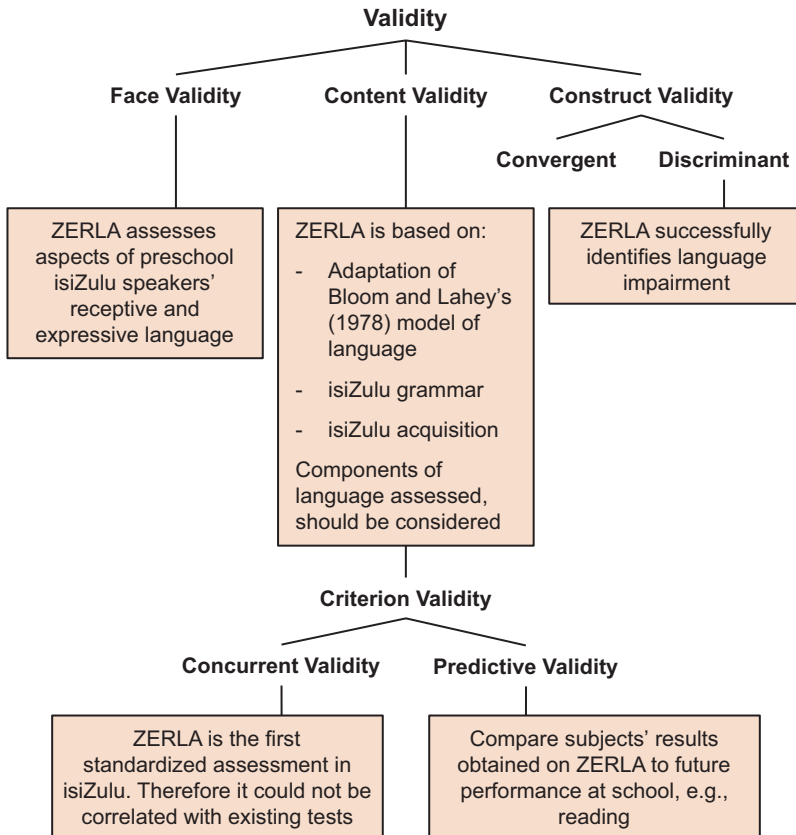 Validity
Face Validity
Content Validity
Construct Validity
Convergent
Discriminant
ZERLA assesses
aspects of preschool
isiZulu speakers’
receptive and
expressive language
ZERLA is based on:
- Adaptation of
Bloom and Lahey’s
(1978) model of
language
- isiZulu grammar
- isiZulu acquisition
Components of
language assessed,
should be considered
ZERLA successfully
identifies language
impairment
Criterion Validity
Concurrent Validity
Predictive Validity
ZERLA is the first
standardized assessment in
isiZulu. Therefore it could not be
correlated with existing tests
Compare subjects’ results
obtained on ZERLA to future
performance at school, e.g.,
reading